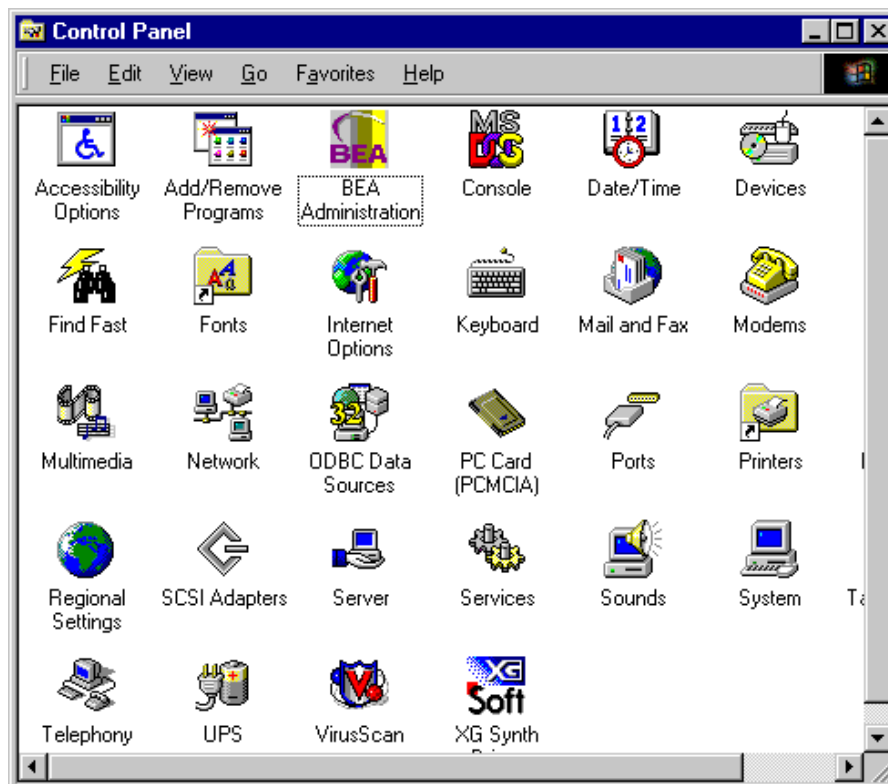 Control Panel
File Edit View Go Favorites Help
BEA
MS
DOS
1 12
XG
Soft
32
Accessibility Options
Add/Remove Programs
BEA Administration
Console
Date/Time
Devices
Find Fast
Fonts
Internet Options
Keyboard
Mail and Fax
Modems
Multimedia
Network
ODBC Data Sources
PC Card (PCMCIA)
Ports
Printers
Regional Settings
SCSI Adapters
Server
Services
Sounds
System
Telephony
UPS
VirusScan
XG Synth